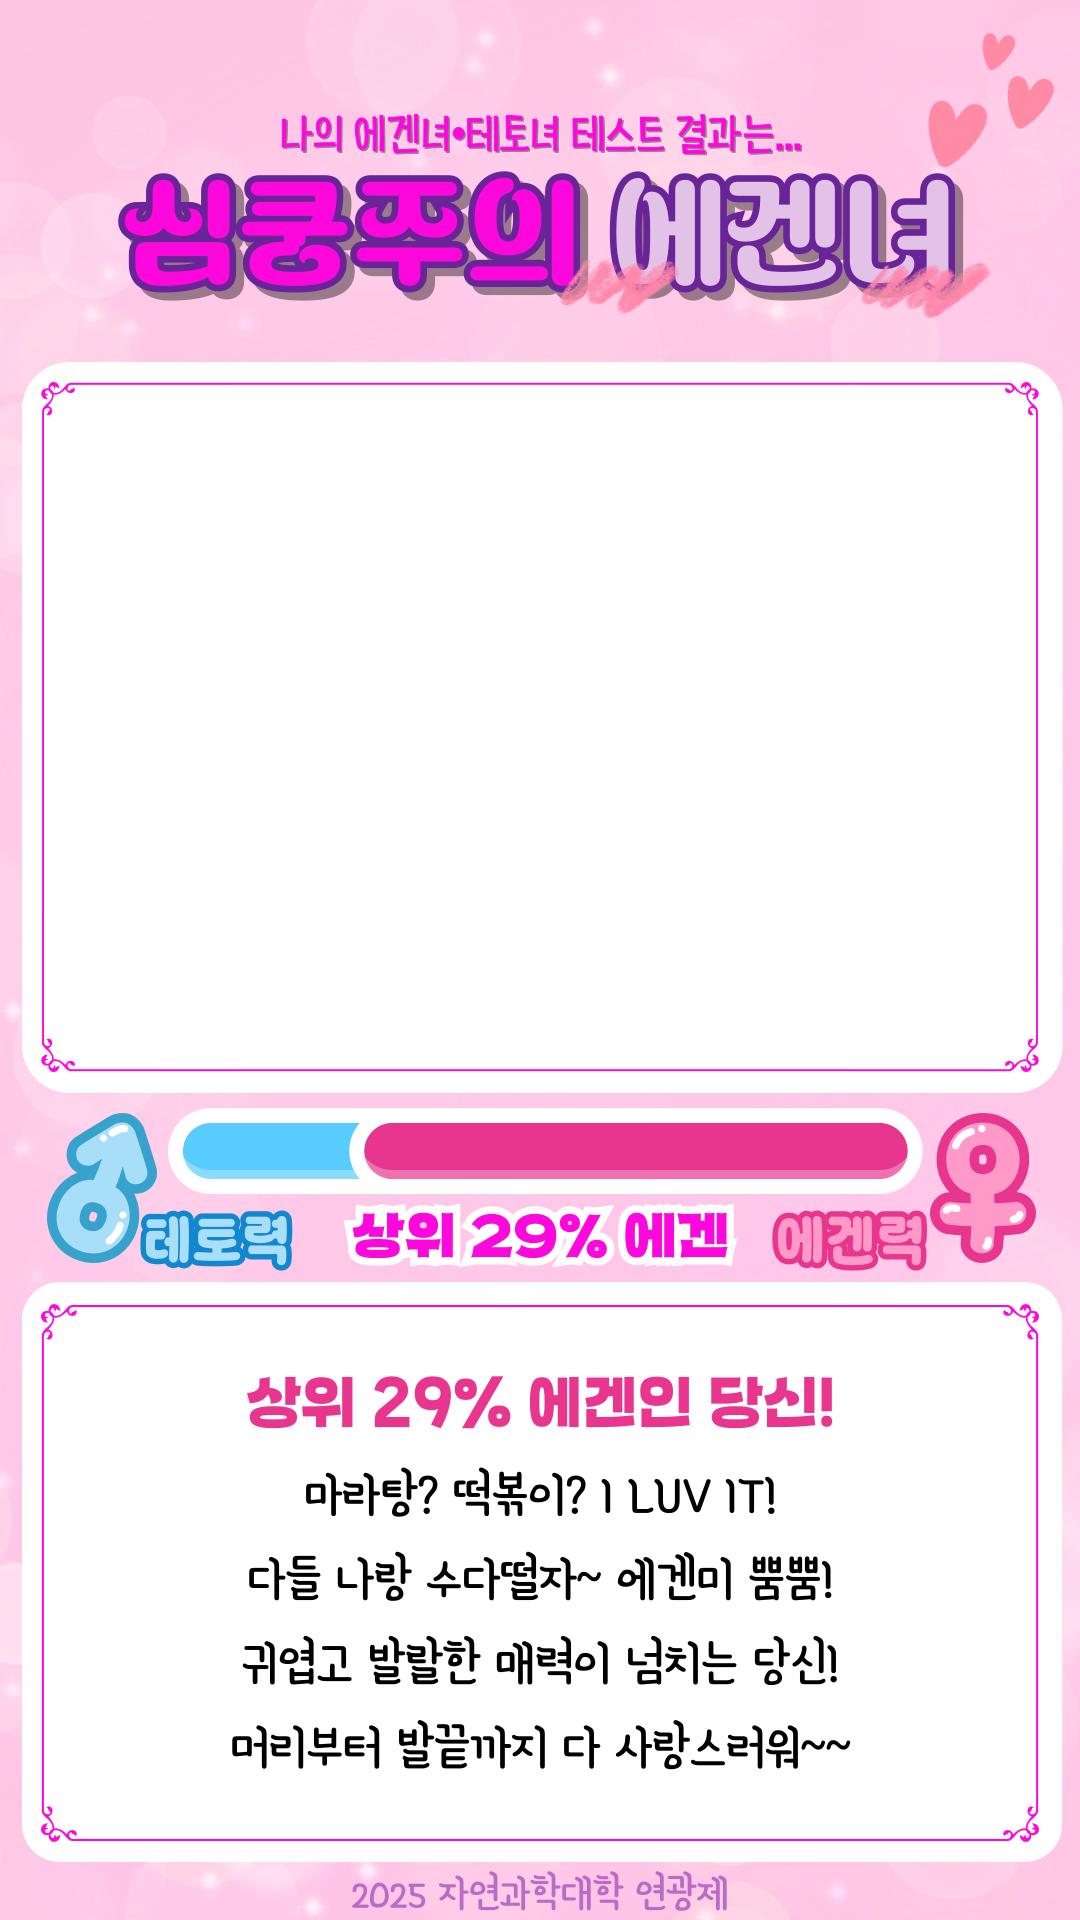 나의 에겐녀•테토녀 테스트 결과는...
심쿵주의 에겐녀
테토력
상위 29% 에겐
에겐력
상위 29% 에겐인 당신!
마라탕? 떡볶이? I LUV IT!
다들 나랑 수다떨자~ 에겐미 뿜뿜!
귀엽고 발랄한 매력이 넘치는 당신!
머리부터 발끝까지 다 사랑스러워~~
2025 자연과학대학 연광제